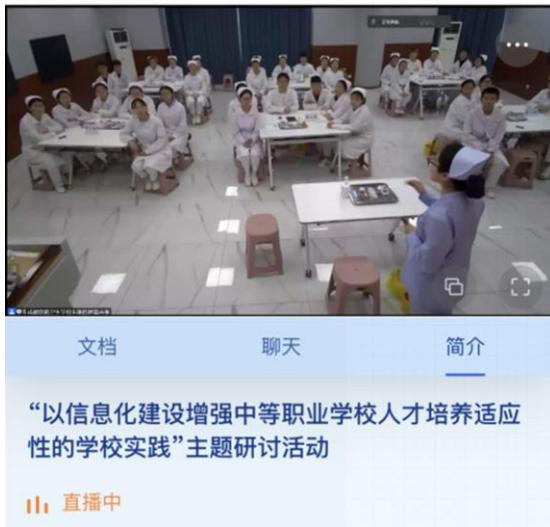 文档
聊天
简介
“以信息化建设增强中等职业学校人才培养适应
性的学校实践”主题研讨活动
直播中